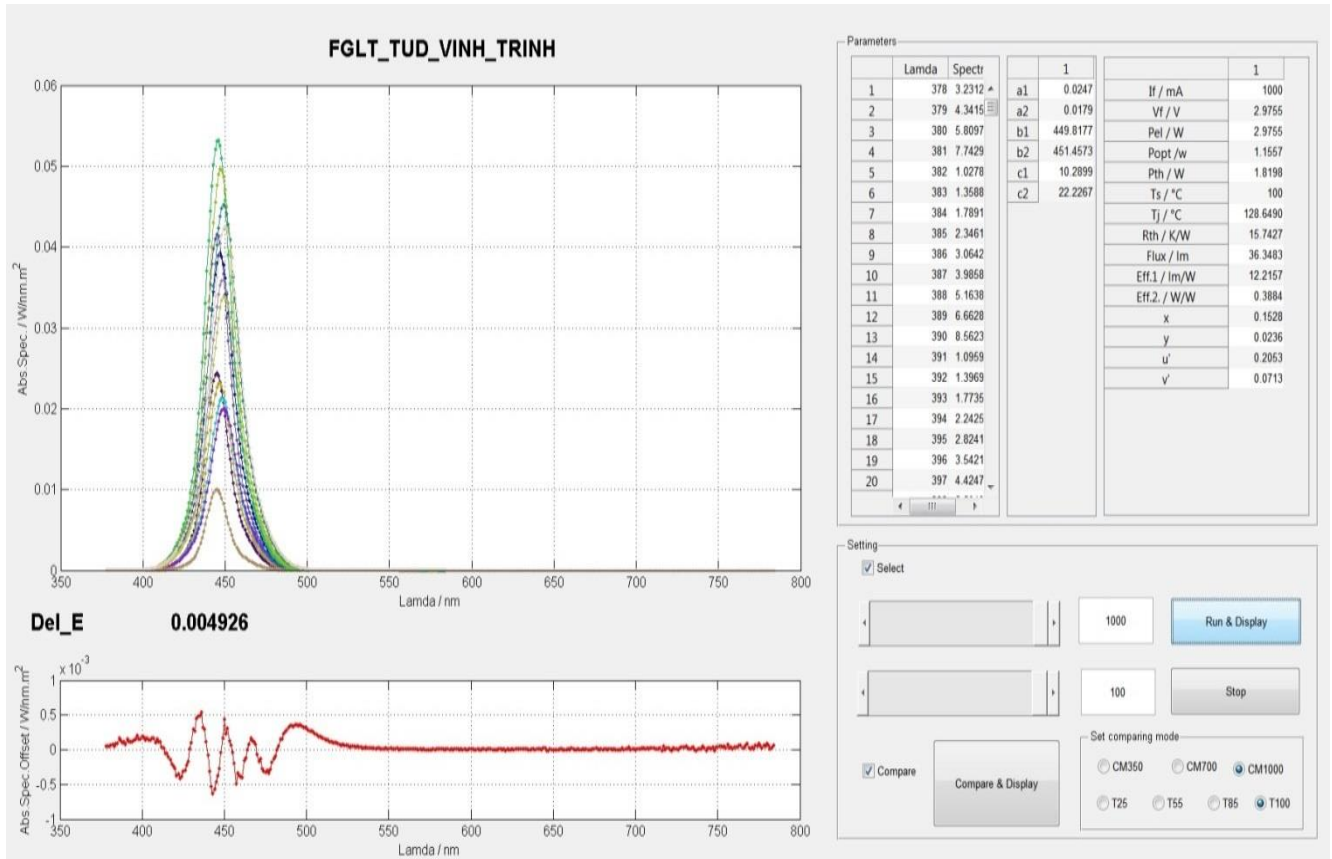 FGLT_TUD_VINH_TRINH
0.06
0.05
0.04
0.03
0.02
0.01
0
Abs.Spec. / W/nm.m²
350 400 450 500 550 600 650 700 750 800
Lamda / nm
Del_E 0.004926
x 10⁻³
1
0.5
0
-0.5
-1
Abs.Spec.Offset / W/nm.m²
350 400 450 500 550 600 650 700 750 800
Lamda / nm
Parameters
Lamda Spectr
1 378 3.2312
2 379 4.3415
3 380 5.8097
4 381 7.7429
5 382 1.0278
6 383 1.3588
7 384 1.7891
8 385 2.3461
9 386 3.0642
10 387 3.9858
11 388 5.1638
12 389 6.6628
13 390 8.5623
14 391 1.0959
15 392 1.3969
16 393 1.7735
17 394 2.2425
18 395 2.8241
19 396 3.5421
20 397 4.4247
1
a1 0.0247
a2 0.0179
b1 449.8177
b2 451.4573
c1 10.2899
c2 22.2267
1
If / mA 1000
Vf / V 2.9755
Pel / W 2.9755
Popt /w 1.1557
Pth / W 1.8198
Ts / °C 100
Tj / °C 128.6490
Rth / K/W 15.7427
Flux / lm 36.3483
Eff.1 / lm/W 12.2157
Eff.2. / W/W 0.3884
x 0.1528
y 0.0236
u' 0.2053
v' 0.0713
Setting
Select
1000 Run & Display
100 Stop
Compare Compare & Display
Set comparing mode
CM350 CM700 CM1000
T25 T55 T85 T100